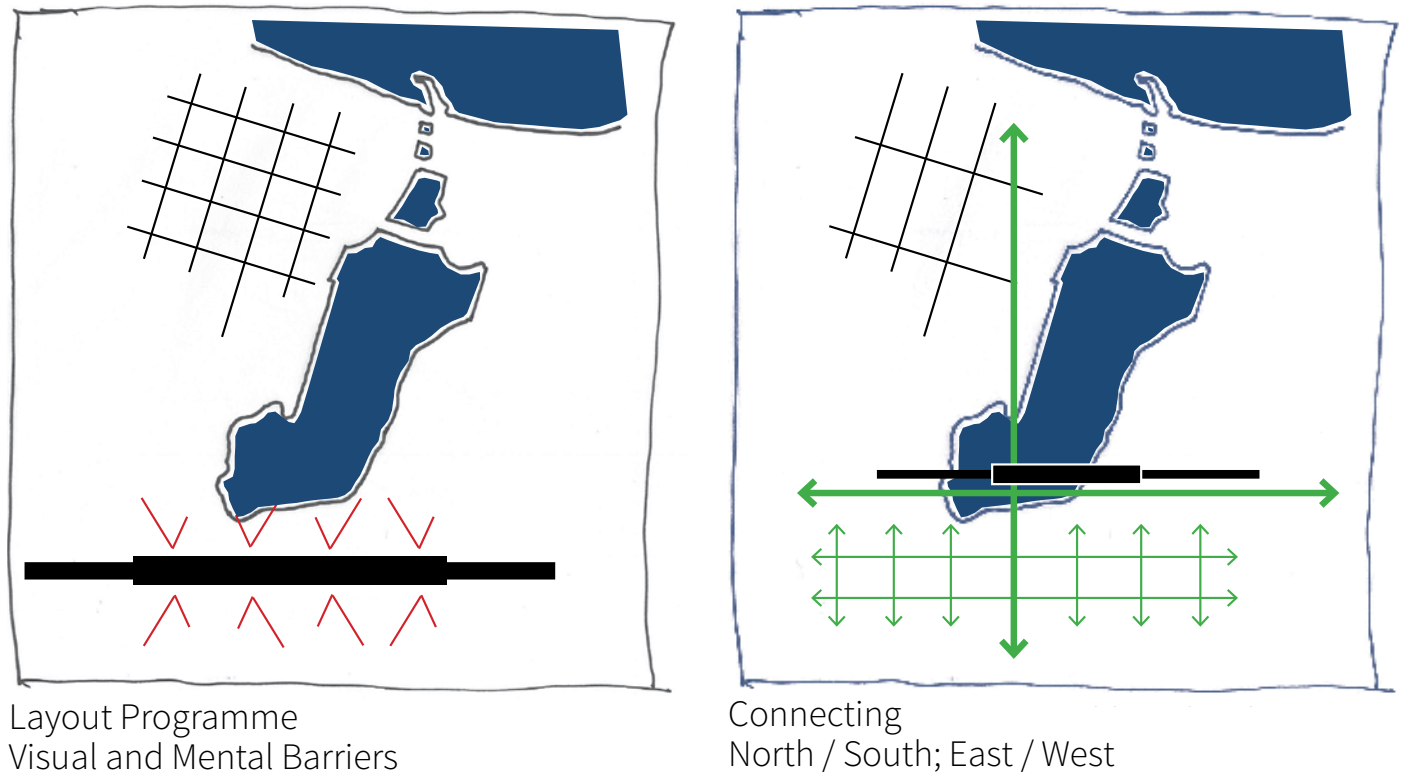 Layout Programme
Visual and Mental Barriers
Connecting
North / South; East / West